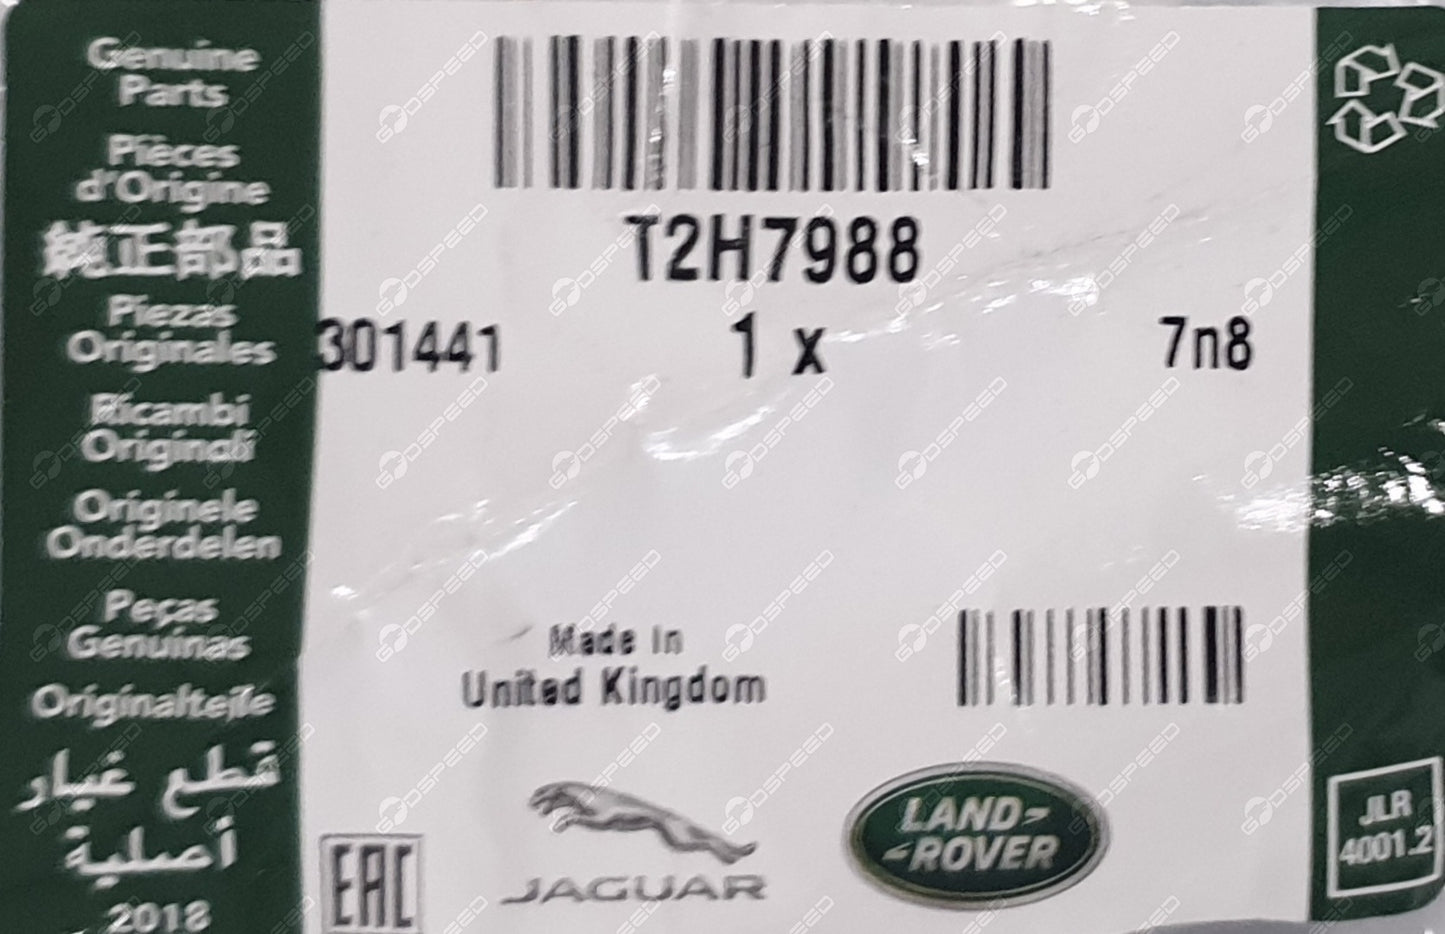 Genuine
Parts
Pièces
d'Origine
純正部品
Piezas
Originales
Ricambi
Originali
Originele
Onderdelen
Peças
Genuínas
Originalteile
قطع غيار
أصلية
2018
T2H7988
301441 1 x 7n8
Made in
United Kingdom
EAC
JAGUAR
LAND-
-ROVER
JLR
4001.2
GODSPEED